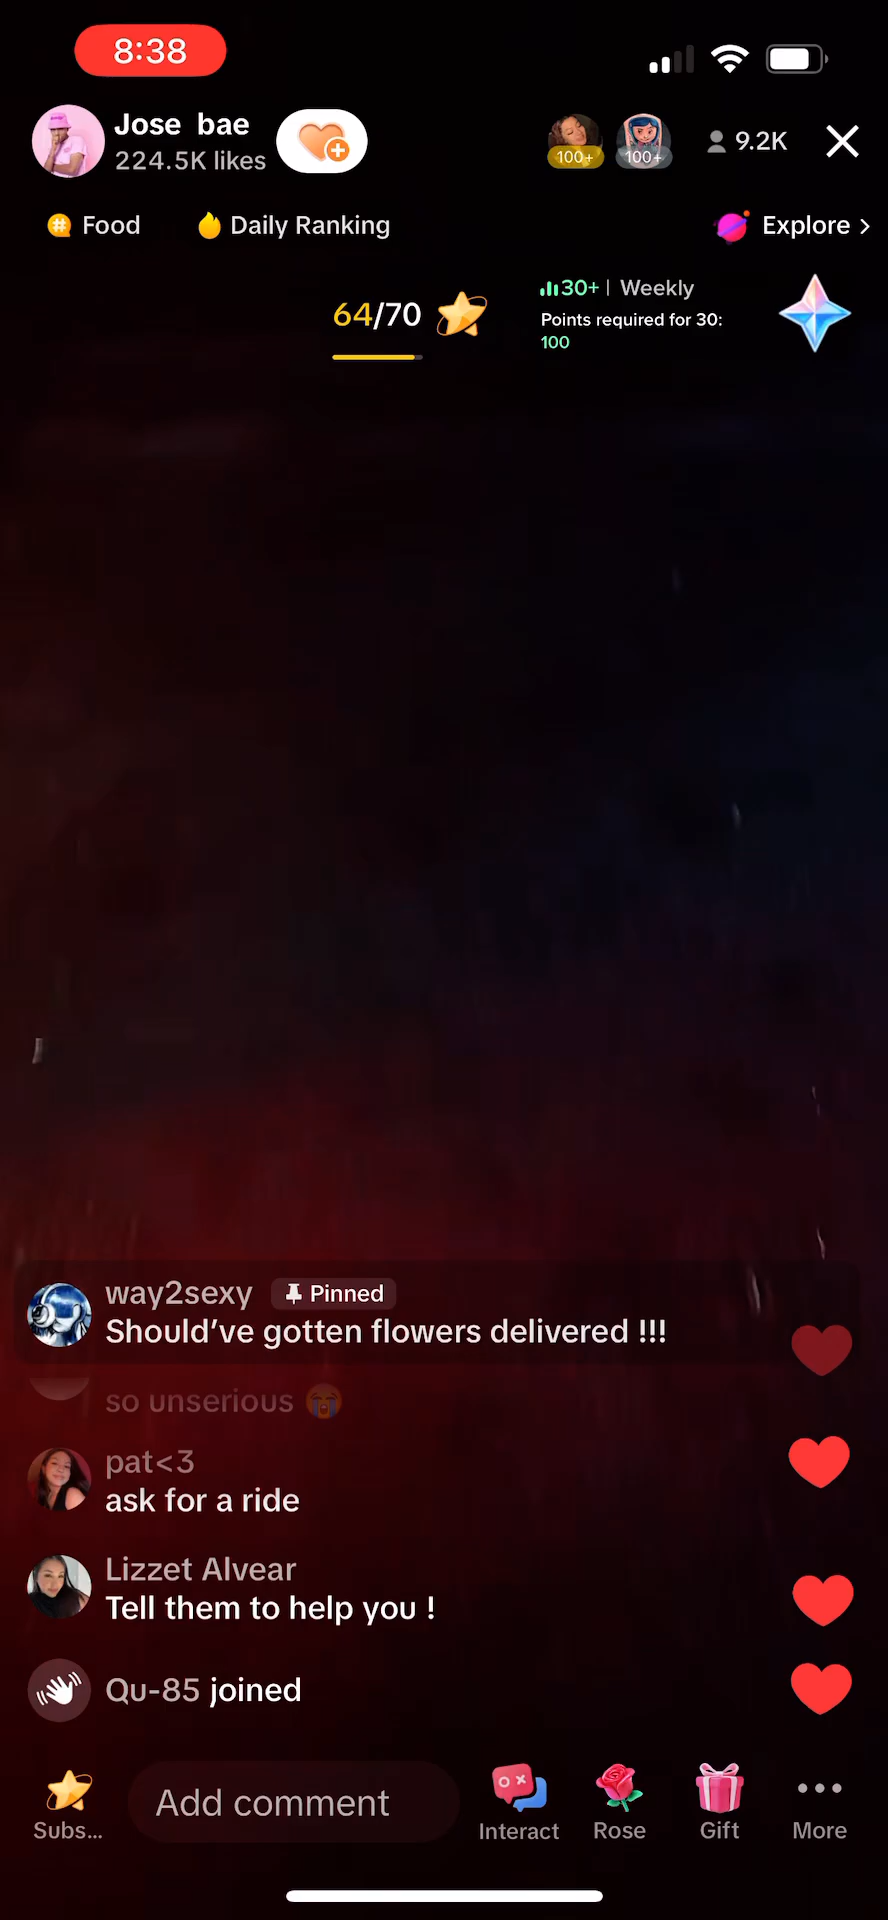 8:38
Jose bae
224.5K likes
100+
100+
9.2K
Food
Daily Ranking
Explore >
64/70
30+ | Weekly
Points required for 30:
100
way2sexy
Pinned
Should've gotten flowers delivered !!!
so unserious 😭
pat<3
ask for a ride
Lizzet Alvear
Tell them to help you !
Qu-85 joined
Subs...
Add comment
Interact
Rose
Gift
More